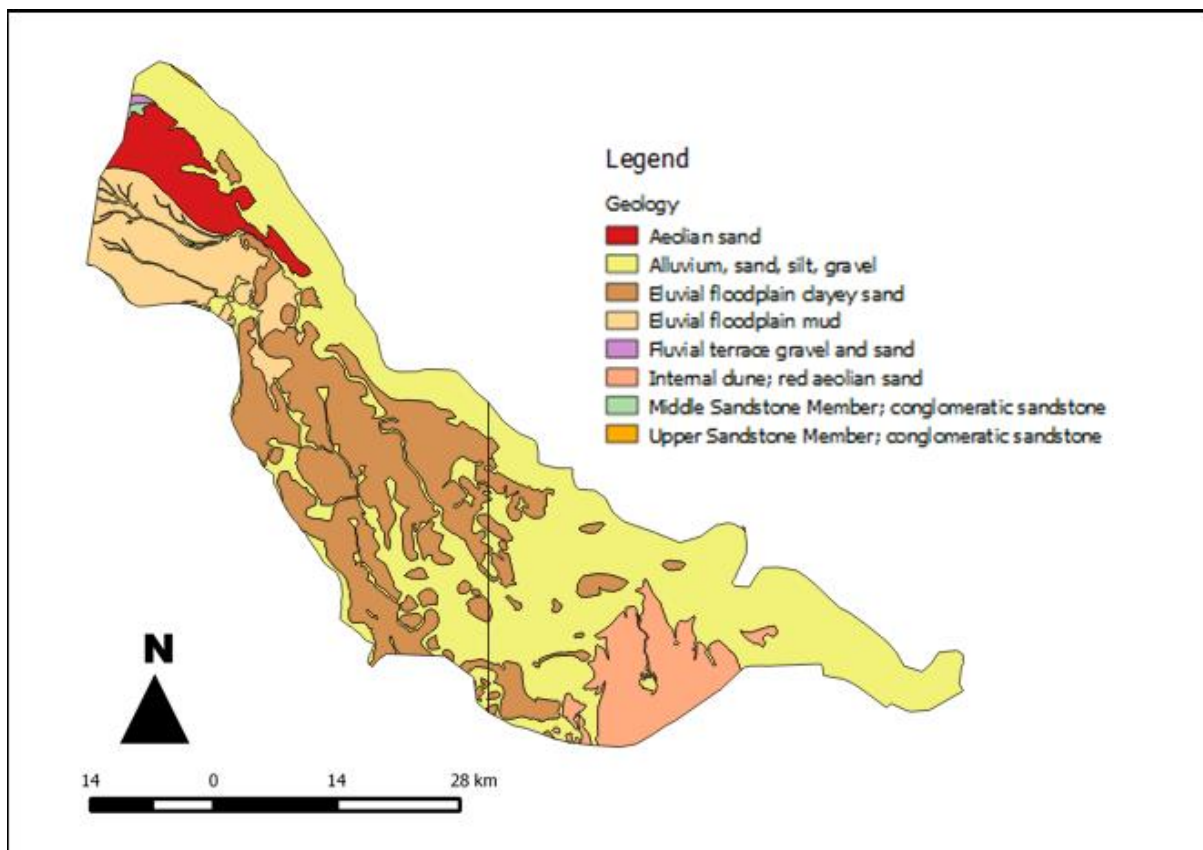 Legend
Geology
Aeolian sand
Alluvium, sand, silt, gravel
Eluvial floodplain clayey sand
Eluvial floodplain mud
Fluvial terrace gravel and sand
Internal dune; red aeolian sand
Middle Sandstone Member; conglomeratic sandstone
Upper Sandstone Member; conglomeratic sandstone
N
14 0 14 28 km